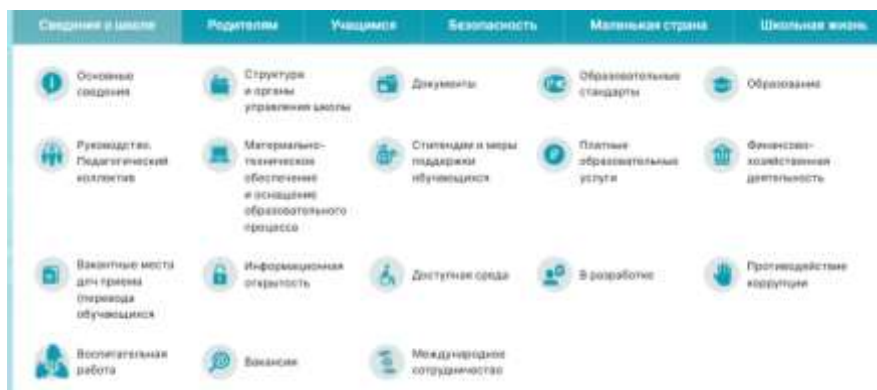 Сведения о школе
Родителям
Учащимся
Безопасность
Маленькая страна
Школьная жизнь
Основные
сведения
Структура
и органы
управления школы
Документы
Образовательные
стандарты
Образование
Руководство.
Педагогический
коллектив
Материально-
техническое
обеспечение
и оснащение
образовательного
процесса
Стипендии и меры
поддержки
обучающихся
Платные
образовательные
услуги
Финансово-
хозяйственная
деятельность
Вакантные места
для приема
(перевода
обучающихся
Информационная
открытость
Доступная среда
В разработке
Противодействие
коррупции
Воспитательная
работа
Вакансии
Международное
сотрудничество